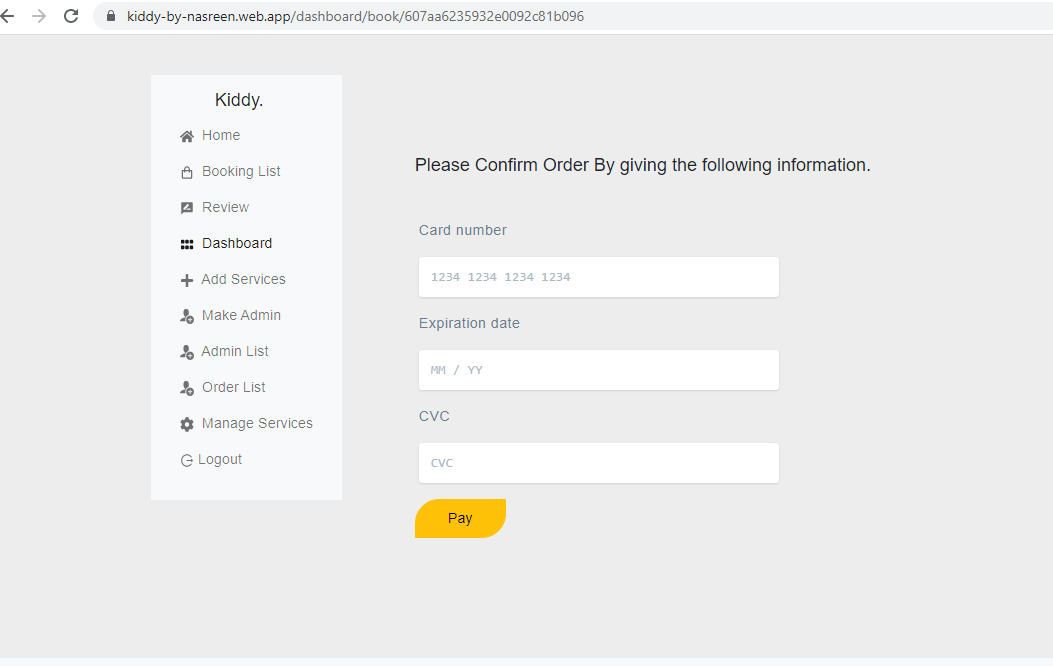 kiddy-by-nasreen.web.app/dashboard/book/607aa6235932e0092c81b096
Kiddy.
Home
Booking List
Review
Dashboard
Add Services
Make Admin
Admin List
Order List
Manage Services
Logout
Please Confirm Order By giving the following information.
Card number
1234 1234 1234 1234
Expiration date
MM / YY
CVC
CVC
Pay